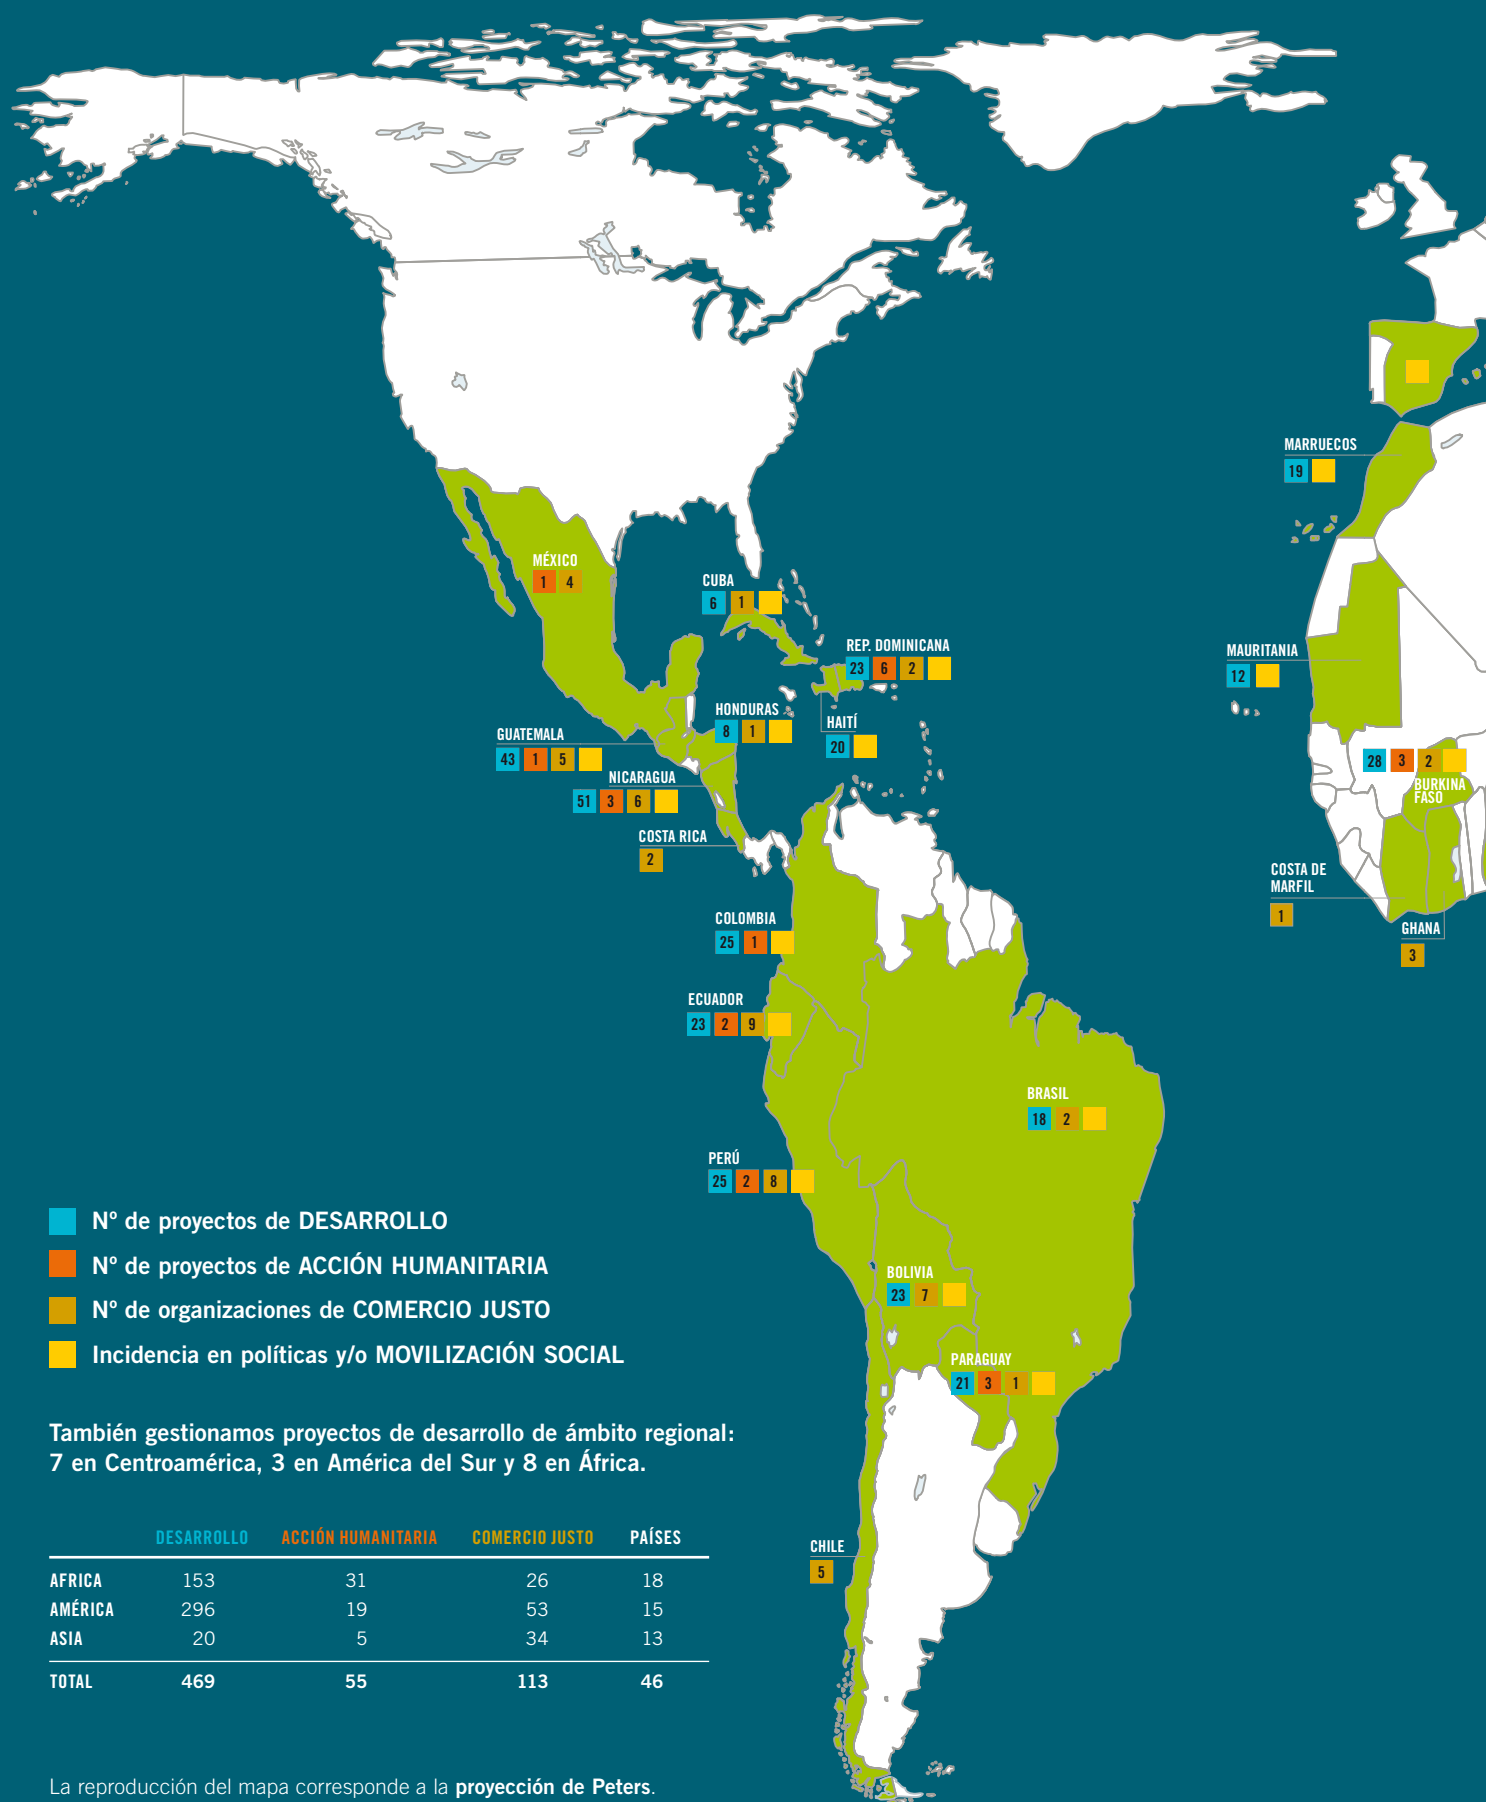 MARRUECOS
19
MÉXICO
1 4
CUBA
6 1
REP. DOMINICANA
23 6 2
MAURITANIA
12
HONDURAS
8 1
HAITÍ
20
GUATEMALA
43 1 5
NICARAGUA
51 3 6
28 3 2
BURKINA
FASO
COSTA RICA
2
COSTA DE
MARFIL
1
GHANA
3
COLOMBIA
25 1
ECUADOR
23 2 9
BRASIL
18 2
PERÚ
25 2 8
BOLIVIA
23 7
PARAGUAY
21 3 1
CHILE
5
Nº de proyectos de DESARROLLO
Nº de proyectos de ACCIÓN HUMANITARIA
Nº de organizaciones de COMERCIO JUSTO
Incidencia en políticas y/o MOVILIZACIÓN SOCIAL
También gestionamos proyectos de desarrollo de ámbito regional:
7 en Centroamérica, 3 en América del Sur y 8 en África.
DESARROLLO ACCIÓN HUMANITARIA COMERCIO JUSTO PAÍSES
AFRICA 153 31 26 18
AMÉRICA 296 19 53 15
ASIA 20 5 34 13
TOTAL 469 55 113 46
La reproducción del mapa corresponde a la proyección de Peters.